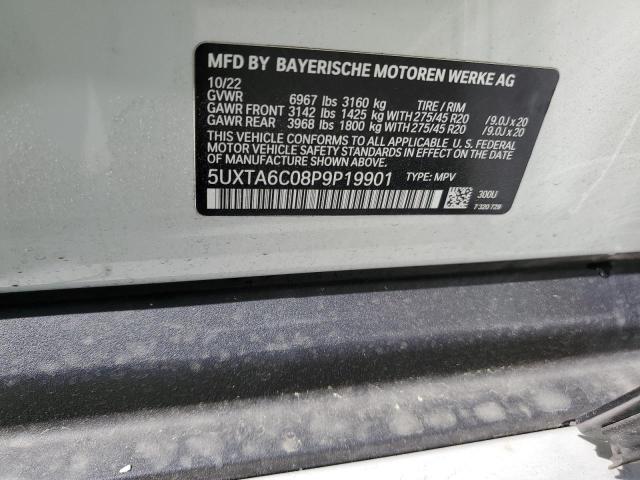 MFD BY BAYERISCHE MOTOREN WERKE AG
10/22
GVWR 6967 lbs 3160 kg TIRE / RIM
GAWR FRONT 3142 lbs 1425 kg WITH 275/45 R20 /9.0J x 20
GAWR REAR 3968 lbs 1800 kg WITH 275/45 R20 /9.0J x 20
THIS VEHICLE CONFORMS TO ALL APPLICABLE U. S. FEDERAL
MOTOR VEHICLE SAFETY STANDARDS IN EFFECT
ON THE DATE OF MANUFACTURE SHOWN ABOVE.
5UXTA6C08P9P19901 TYPE: MPV
300U
7 320 729